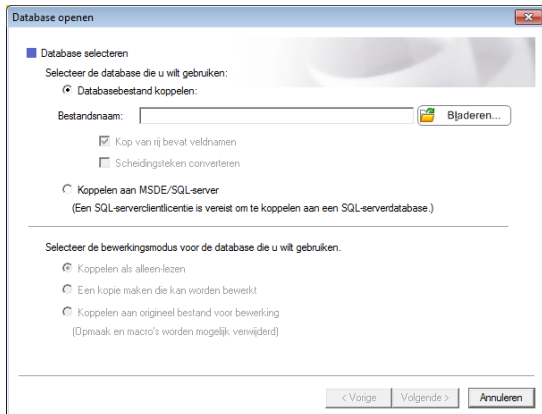 Database openen
Database selecteren
Selecteer de database die u wilt gebruiken:
Databasebestand koppelen:
Bestandsnaam:
Bladeren...
Kop van rij bevat veldnamen
Scheidingsteken converteren
Koppelen aan MSDE/SQL-server
(Een SQL-serverclientlicentie is vereist om te koppelen aan een SQL-serverdatabase.)
Selecteer de bewerkingsmodus voor de database die u wilt gebruiken.
Koppelen als alleen-lezen
Een kopie maken die kan worden bewerkt
Koppelen aan origineel bestand voor bewerking
(Opmaak en macro's worden mogelijk verwijderd)
< Vorige
Volgende >
Annuleren